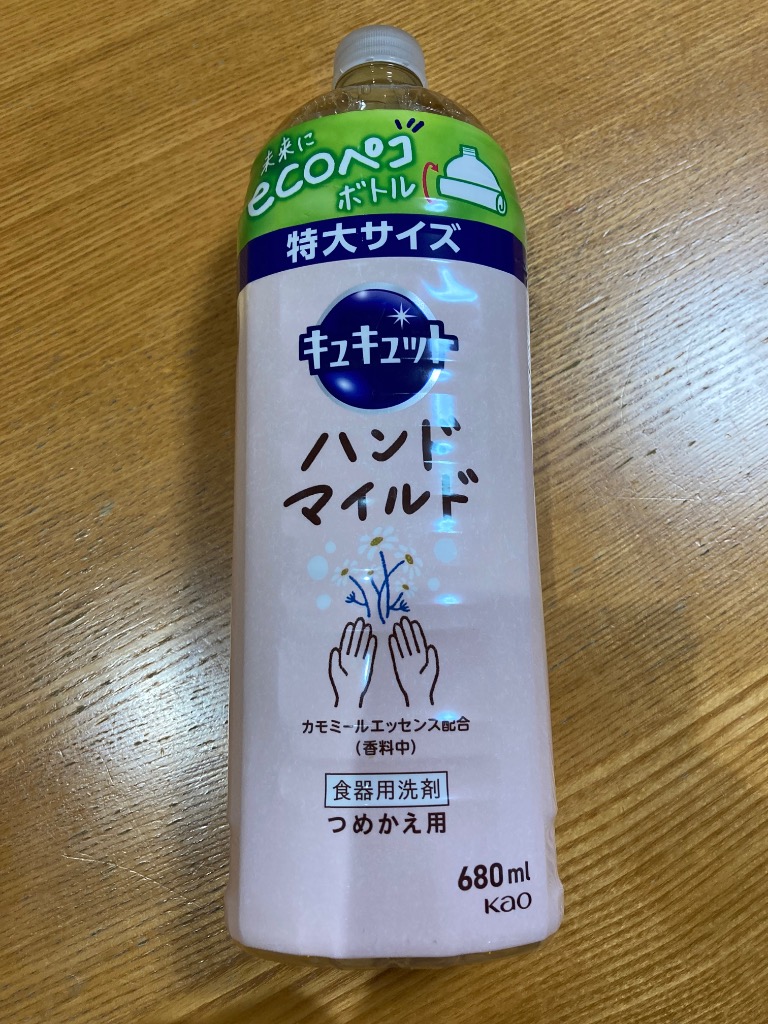 未来に
ecoペコ
ボトル
特大サイズ
キュキュット
ハンド
マイルド
カモミールエッセンス配合
(香料中)
食器用洗剤
つめかえ用
680ml
Kao